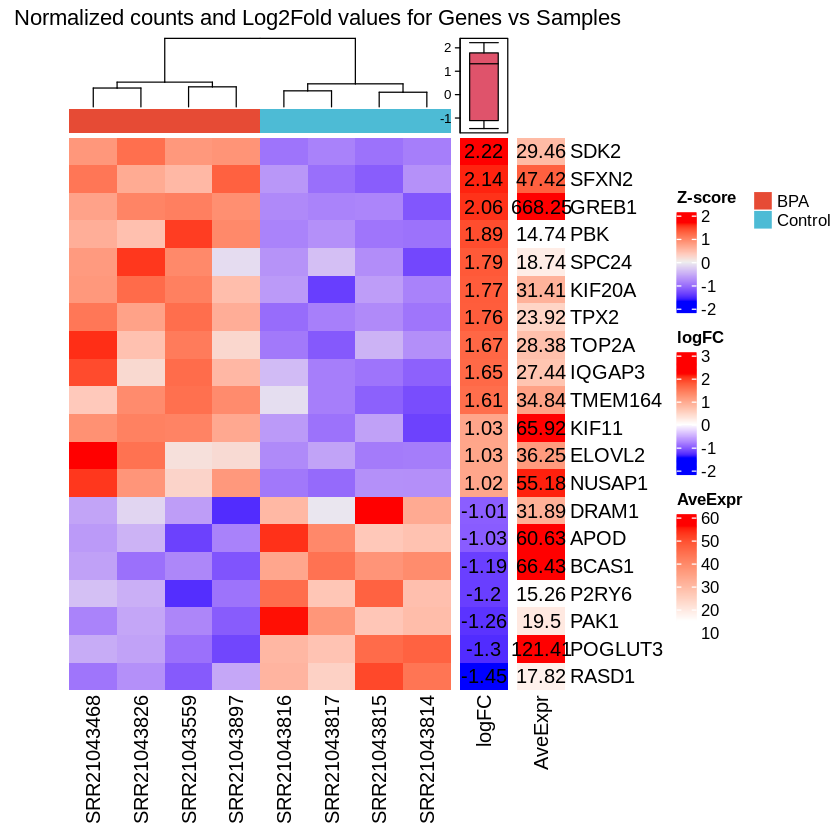 Normalized counts and Log2Fold values for Genes vs Samples
2
1
0
-1
2.22 29.46 SDK2
2.14 47.42 SFXN2
2.06 668.25 GREB1
1.89 14.74 PBK
1.79 18.74 SPC24
1.77 31.41 KIF20A
1.76 23.92 TPX2
1.67 28.38 TOP2A
1.65 27.44 IQGAP3
1.61 34.84 TMEM164
1.03 65.92 KIF11
1.03 36.25 ELOVL2
1.02 55.18 NUSAP1
-1.01 31.89 DRAM1
-1.03 60.63 APOD
-1.19 66.43 BCAS1
-1.2 15.26 P2RY6
-1.26 19.5 PAK1
-1.3 121.41 POGLUT3
-1.45 17.82 RASD1
SRR21043468
SRR21043826
SRR21043559
SRR21043897
SRR21043816
SRR21043817
SRR21043815
SRR21043814
logFC
AveExpr
Z-score
2
1
0
-1
-2
logFC
3
2
1
0
-1
-2
AveExpr
60
50
40
30
20
10
BPA
Control